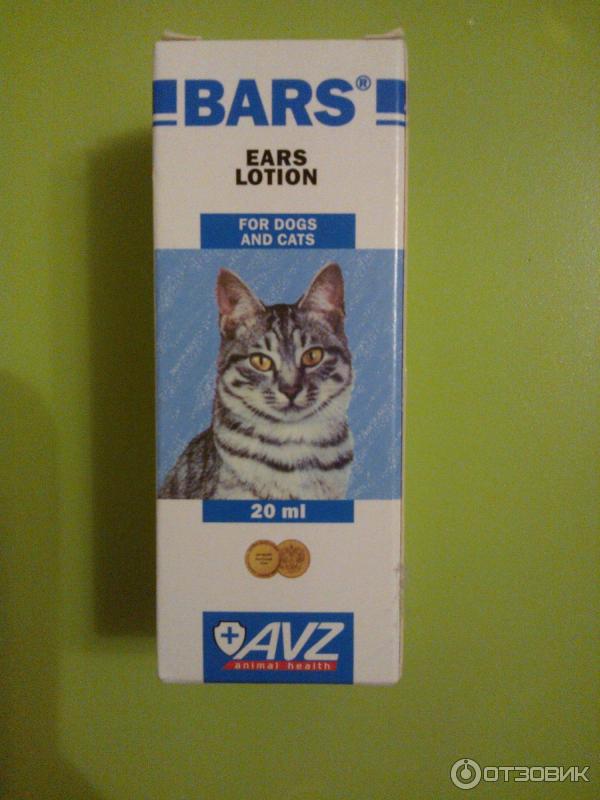 BARS®
EARS
LOTION
FOR DOGS
AND CATS
20 ml
AVZ
animal health
ОТЗОВИК